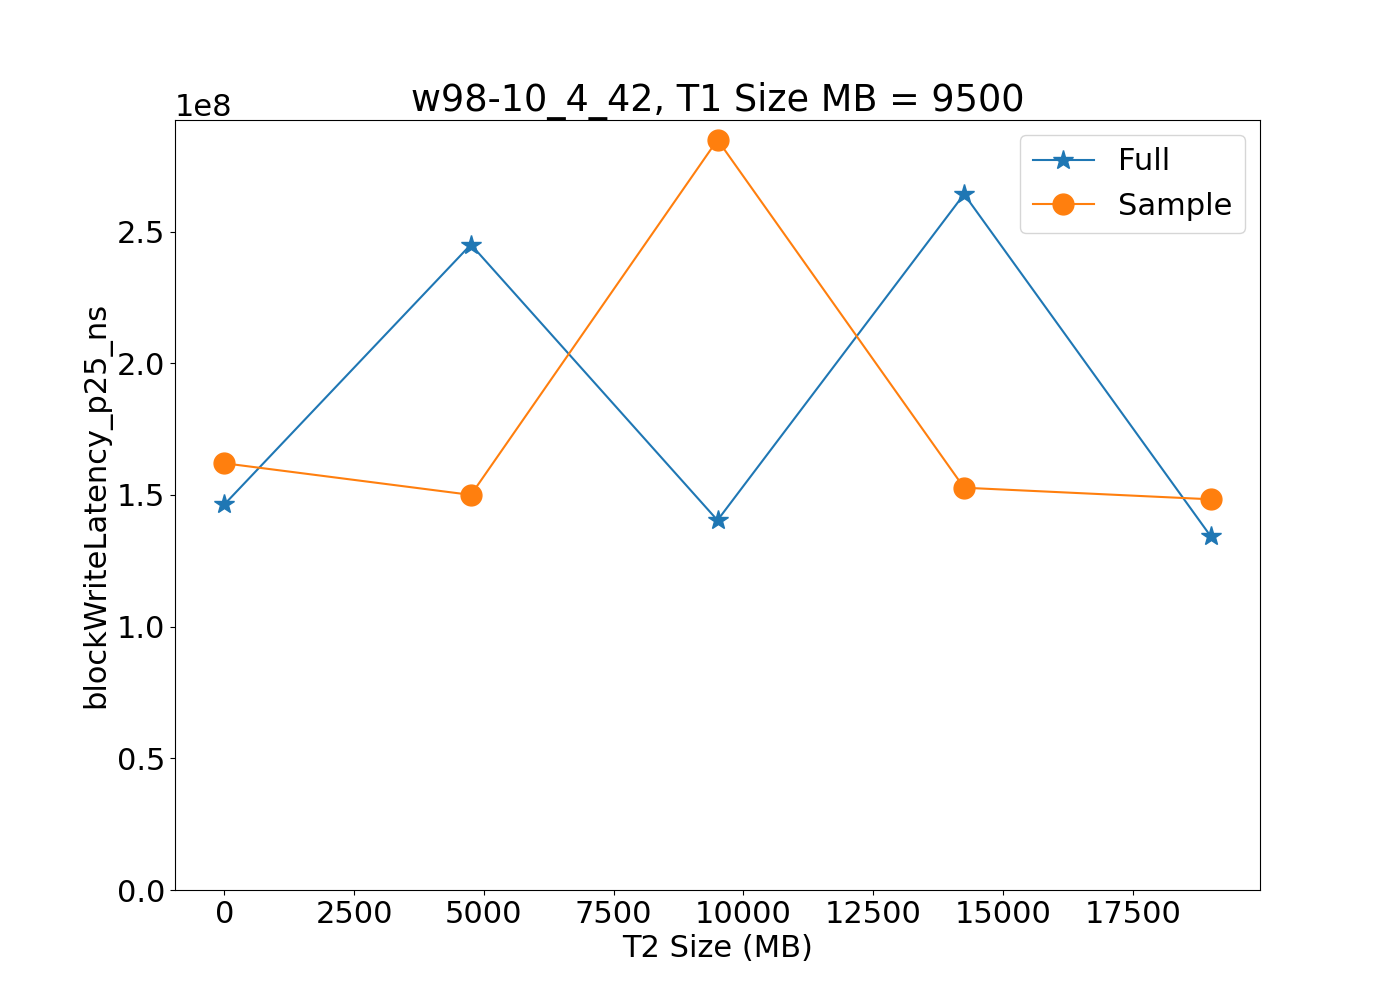 w98-10_4_42, T1 Size MB = 9500
1e8
Full
Sample
2.5
2.0
1.5
1.0
0.5
0.0
blockWriteLatency_p25_ns
0 2500 5000 7500 10000 12500 15000 17500
T2 Size (MB)